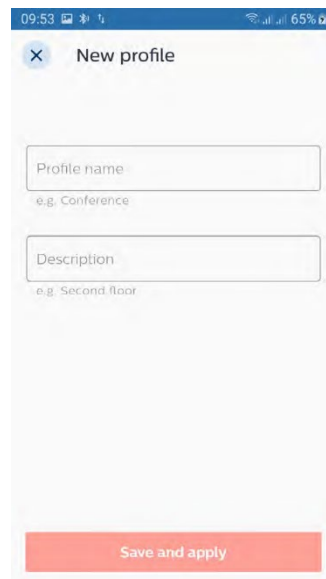 09:53 65%
New profile
Profile name
e.g. Conference
Description
e.g. Second floor
Save and apply